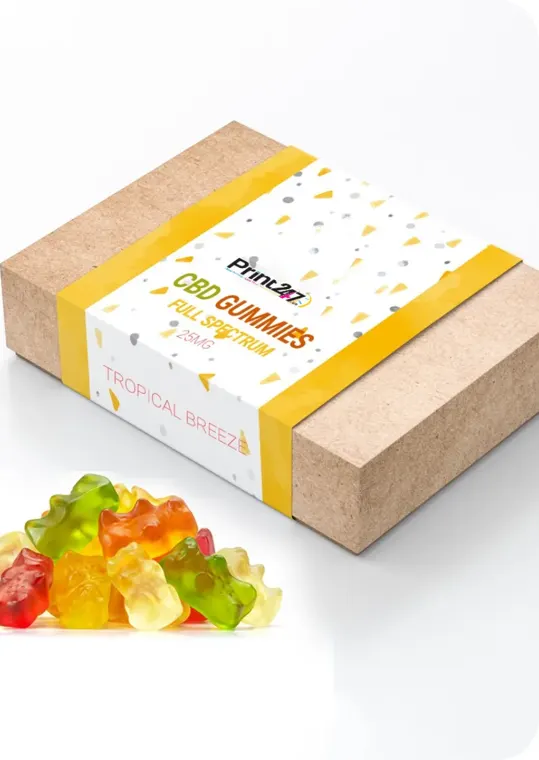 Print247
CBD GUMMIES
FULL SPECTRUM
25MG
TROPICAL BREEZE